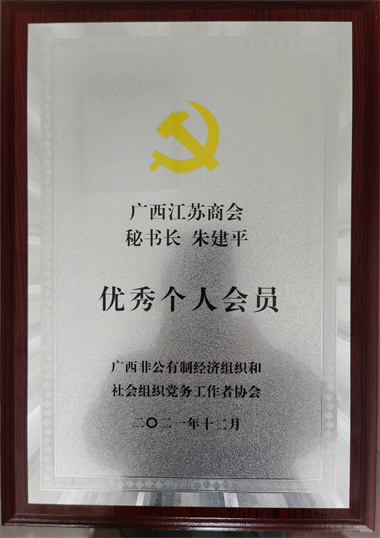 广西江苏商会
秘书长 朱建平
优秀个人会员
广西非公有制经济组织和
社会组织党务工作者协会
二〇二一年十二月